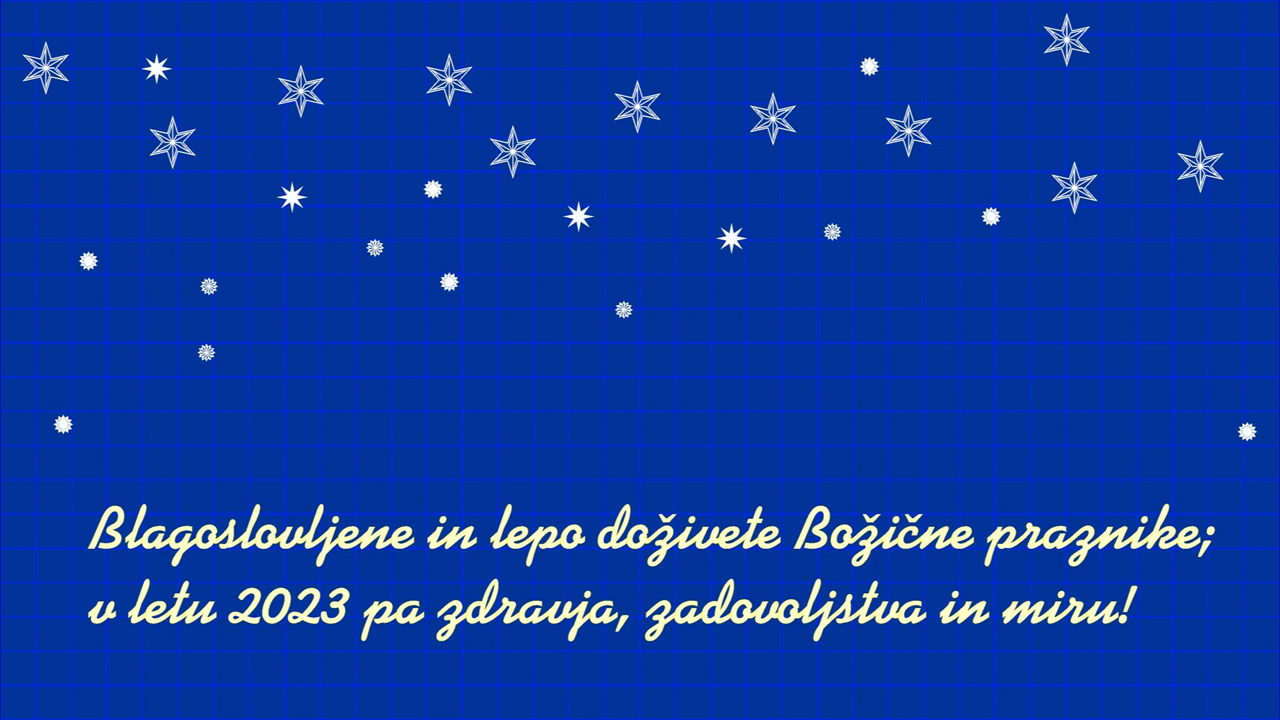 Blagoslovljene in lepo doživete Božične praznike;
v letu 2023 pa zdravja, zadovoljstva in miru!